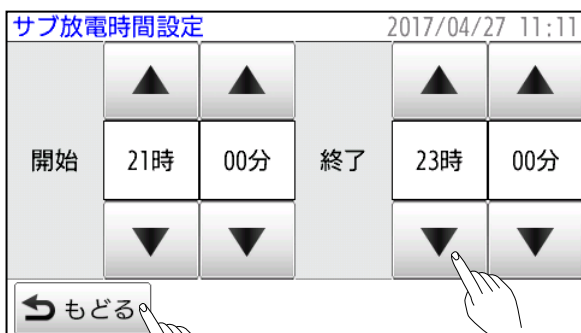 サブ放電時間設定 2017/04/27 11:11
開始 21時 00分 終了 23時 00分
もどる